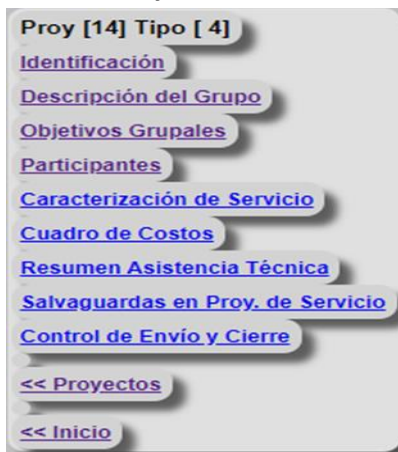 Proy [14] Tipo [ 4]
Identificación
Descripción del Grupo
Objetivos Grupales
Participantes
Caracterización de Servicio
Cuadro de Costos
Resumen Asistencia Técnica
Salvaguardas en Proy. de Servicio
Control de Envío y Cierre
<< Proyectos
<< Inicio